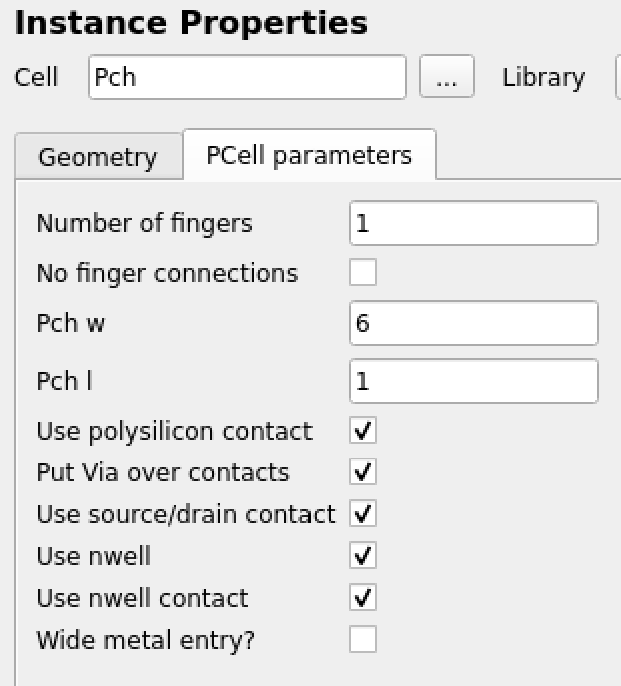 Instance Properties
Cell Pch ... Library
Geometry PCell parameters
Number of fingers 1
No finger connections
Pch w 6
Pch l 1
Use polysilicon contact
Put Via over contacts
Use source/drain contact
Use nwell
Use nwell contact
Wide metal entry?